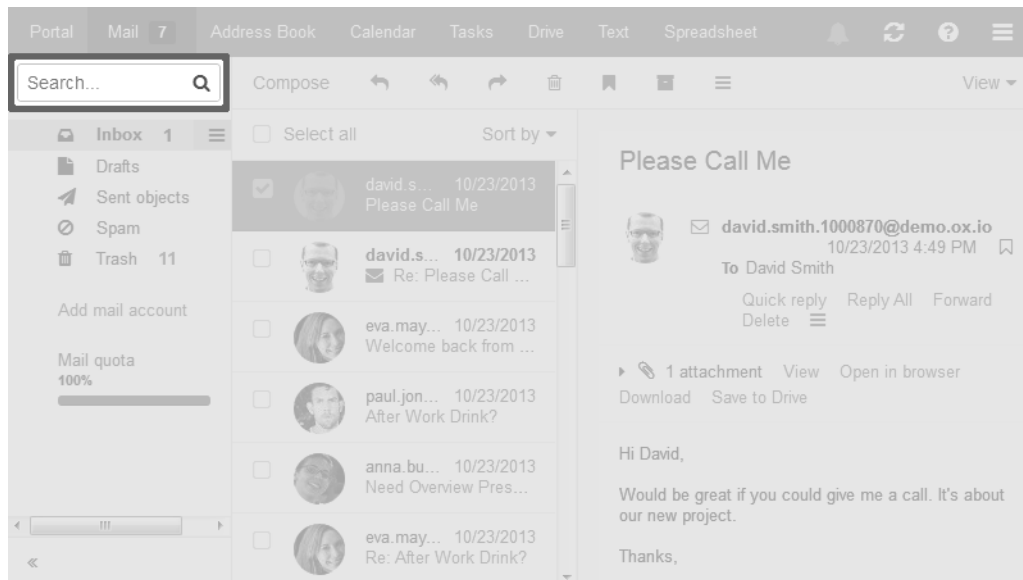 Portal Mail 7 Address Book Calendar Tasks Drive Text Spreadsheet
Search...
Compose View
Inbox 1
Drafts
Sent objects
Spam
Trash 11
Add mail account
Mail quota
100%
Select all Sort by
david.s... 10/23/2013
Please Call Me
david.s... 10/23/2013
Re: Please Call ...
eva.may... 10/23/2013
Welcome back from ...
paul.jon... 10/23/2013
After Work Drink?
anna.bu... 10/23/2013
Need Overview Pres...
eva.may... 10/23/2013
Re: After Work Drink?
Please Call Me
david.smith.1000870@demo.ox.io
10/23/2013 4:49 PM
To David Smith
Quick reply Reply All Forward
Delete
1 attachment View Open in browser
Download Save to Drive
Hi David,
Would be great if you could give me a call. It's about
our new project.
Thanks,